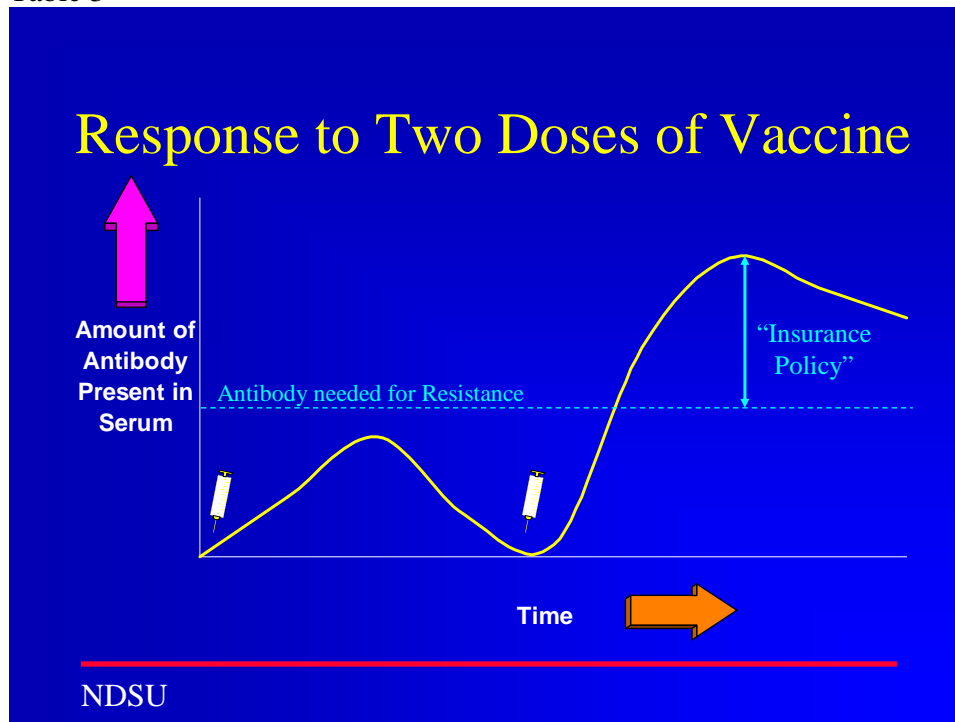 Response to Two Doses of Vaccine
Amount of
Antibody
Present in
Serum
Antibody needed for Resistance
“Insurance
Policy”
Time
NDSU